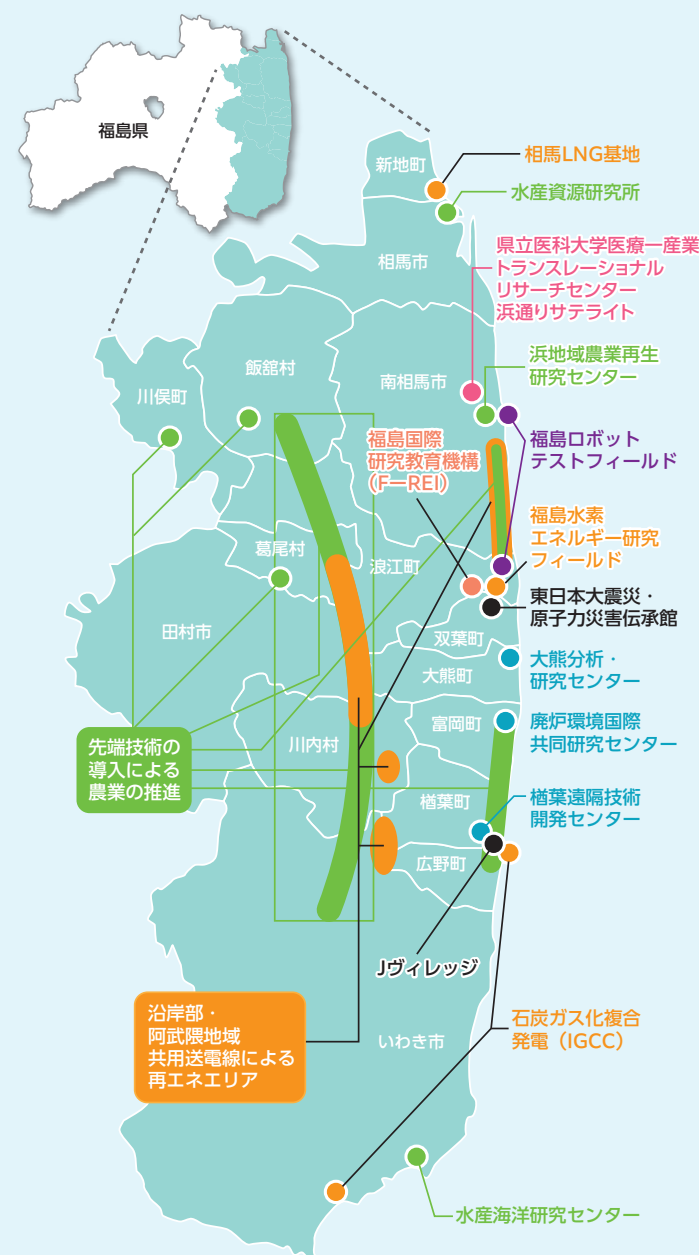 福島県
新地町
相馬LNG基地
水産資源研究所
相馬市
県立医科大学医療ー産業
トランスレーショナル
リサーチセンター
浜通りサテライト
飯舘村
南相馬市
川俣町
浜地域農業再生
研究センター
福島国際
研究教育機構
(FーREI)
福島ロボット
テストフィールド
福島水素
エネルギー研究
フィールド
葛尾村
浪江町
東日本大震災・
原子力災害伝承館
田村市
双葉町
大熊町
大熊分析・
研究センター
富岡町
廃炉環境国際
共同研究センター
先端技術の
導入による
農業の推進
川内村
楢葉町
楢葉遠隔技術
開発センター
広野町
Jヴィレッジ
沿岸部・
阿武隈地域
共用送電線による
再エネエリア
いわき市
石炭ガス化複合
発電（IGCC）
水産海洋研究センター